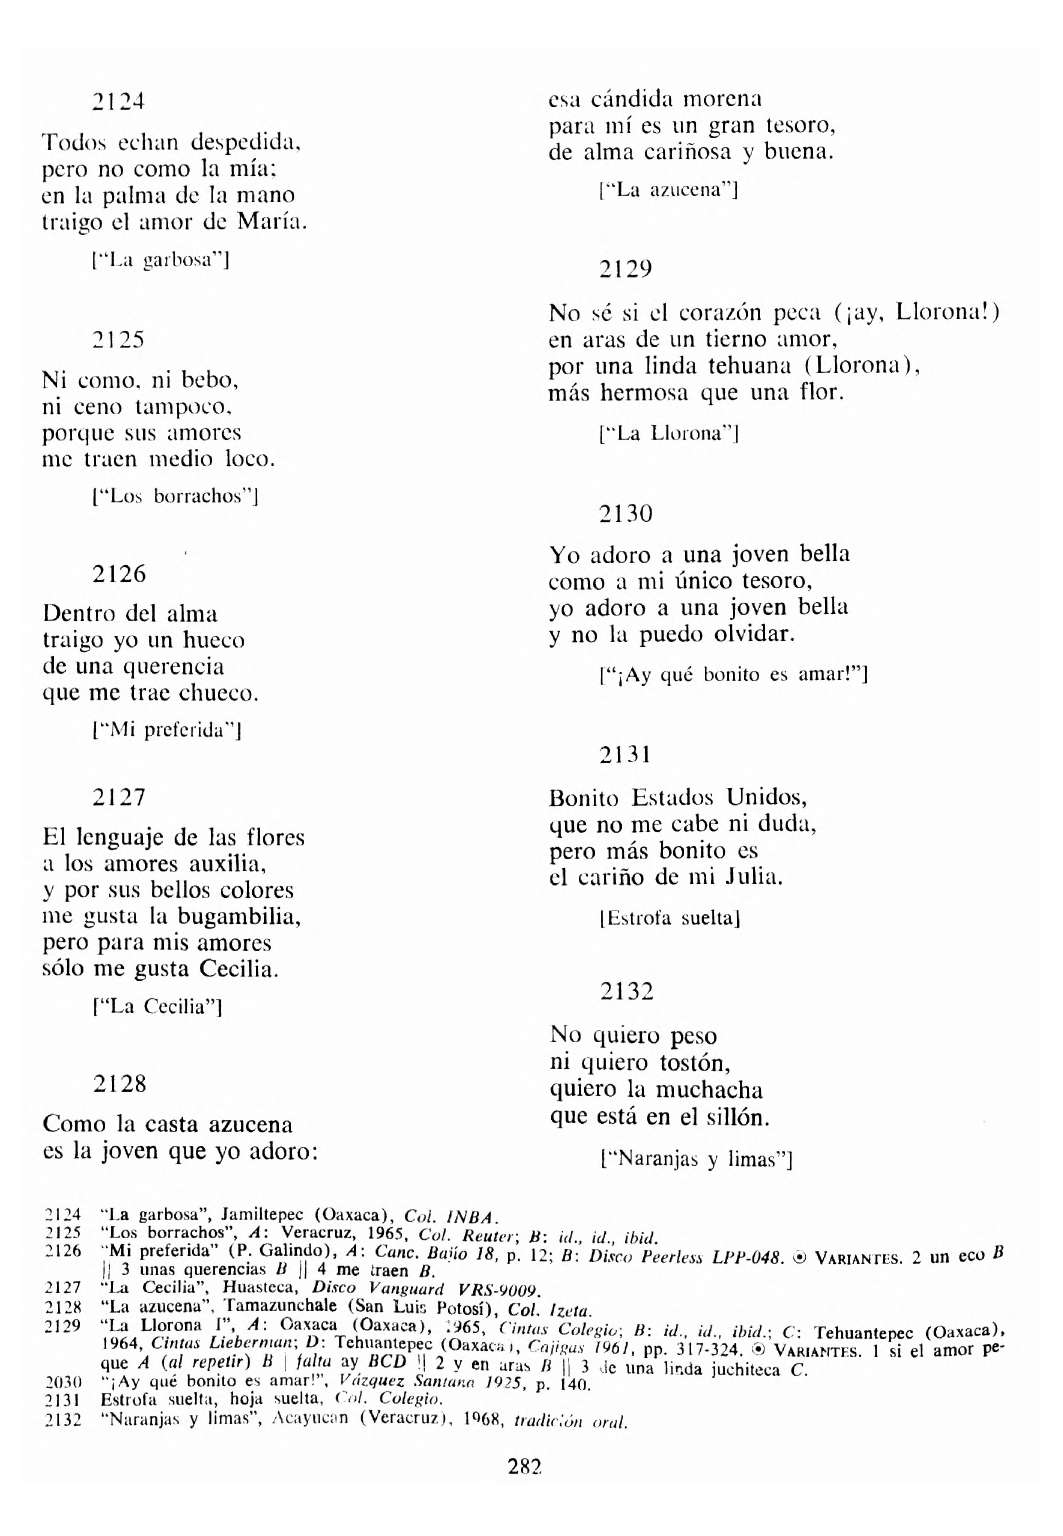 2124
Todos echan despedida,
pero no como la mía:
en la palma de la mano
traigo el amor de María.
[“La garbosa”]
2125
Ni como, ni bebo,
ni ceno tampoco,
porque sus amores
me traen medio loco.
[“Los borrachos”]
2126
Dentro del alma
traigo yo un hueco
de una querencia
que me trae chueco.
[“Mi preferida”]
2127
El lenguaje de las flores
a los amores auxilia,
y por sus bellos colores
me gusta la bugambilia,
pero para mis amores
sólo me gusta Cecilia.
[“La Cecilia”]
2128
Como la casta azucena
es la joven que yo adoro:
esa cándida morena
para mí es un gran tesoro,
de alma cariñosa y buena.
[“La azucena”]
2129
No sé si el corazón peca (¡ay, Llorona!)
en aras de un tierno amor,
por una linda tehuana (Llorona),
más hermosa que una flor.
[“La Llorona”]
2130
Yo adoro a una joven bella
como a mi único tesoro,
yo adoro a una joven bella
y no la puedo olvidar.
[“¡Ay qué bonito es amar!”]
2131
Bonito Estados Unidos,
que no me cabe ni duda,
pero más bonito es
el cariño de mi Julia.
[Estrofa suelta]
2132
No quiero peso
ni quiero tostón,
quiero la muchacha
que está en el sillón.
[“Naranjas y limas”]
2124 “La garbosa”, Jamiltepec (Oaxaca), Col. INBA.
2125 “Los borrachos”, A: Veracruz, 1965, Col. Reuter; B: id., id., ibid.
2126 “Mi preferida” (P. Galindo), A: Canc. Bajío 18, p. 12; B: Disco Peerless LPP-048. ⦿ VARIANTES. 2 un eco B
|| 3 unas querencias B || 4 me traen B.
2127 “La Cecilia”, Huasteca, Disco Vanguard VRS-9009.
2128 “La azucena”, Tamazunchale (San Luis Potosí), Col. Izeta.
2129 “La Llorona I”, A: Oaxaca (Oaxaca), 1965, Cintas Colegio; B: id., id., ibid.; C: Tehuantepec (Oaxaca),
1964, Cintas Lieberman; D: Tehuantepec (Oaxaca), Cajigas 1961, pp. 317-324. ⦿ VARIANTES. 1 si el amor pe-
que A (al repetir) B | falta ay BCD || 2 y en aras B || 3 de una linda juchiteca C.
2030 “¡Ay qué bonito es amar!”, Vázquez Santana 1925, p. 140.
2131 Estrofa suelta, hoja suelta, Col. Colegio.
2132 “Naranjas y limas”, Acayucan (Veracruz), 1968, tradición oral.
282